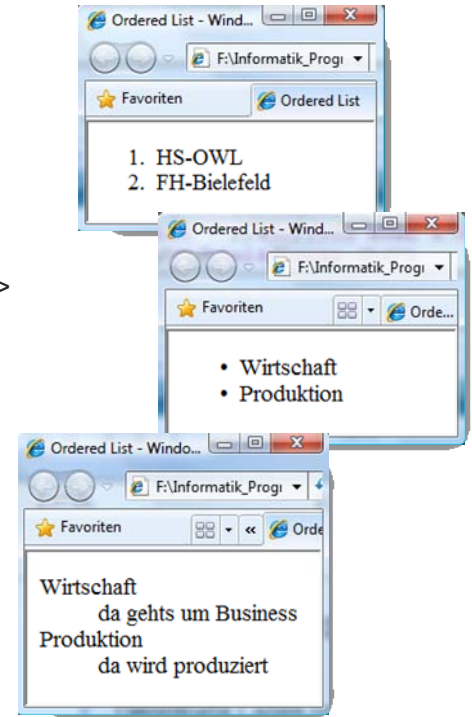 Ordered List - Wind...
F:\Informatik_Progr
Favoriten
Ordered List
1. HS-OWL
2. FH-Bielefeld
Ordered List - Wind...
F:\Informatik_Progr
>
Favoriten
Orde...
• Wirtschaft
• Produktion
Ordered List - Windo...
F:\Informatik_Progr
Favoriten
«
Orde
Wirtschaft
da gehts um Business
Produktion
da wird produziert